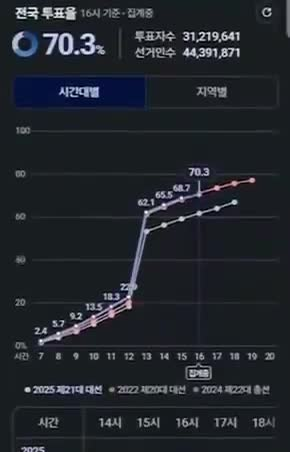 전국 투표율 16시 기준 · 집계중
70.3%
투표자수 31,219,641
선거인수 44,391,871
시간대별 지역별
100
80
60
40
20
0%
2.4 5.7 9.2 13.5 18.3 22.9 62.1 65.5 68.7 70.3
시간 7 8 9 10 11 12 13 14 15 16 17 18 19 20
집계중
2025 제21대 대선 2022 제20대 대선 2024 제22대 총선
시간 14시 15시 16시 17시 18시
2025